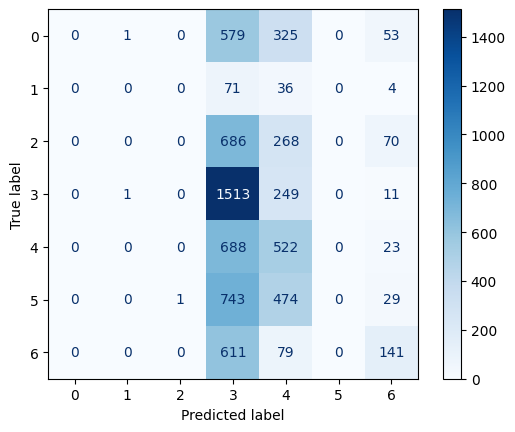 0 0 1 0 579 325 0 53
1 0 0 0 71 36 0 4
2 0 0 0 686 268 0 70
3 0 1 0 1513 249 0 11
4 0 0 0 688 522 0 23
5 0 0 1 743 474 0 29
6 0 0 0 611 79 0 141
0 1 2 3 4 5 6
Predicted label
True label
1400
1200
1000
800
600
400
200
0